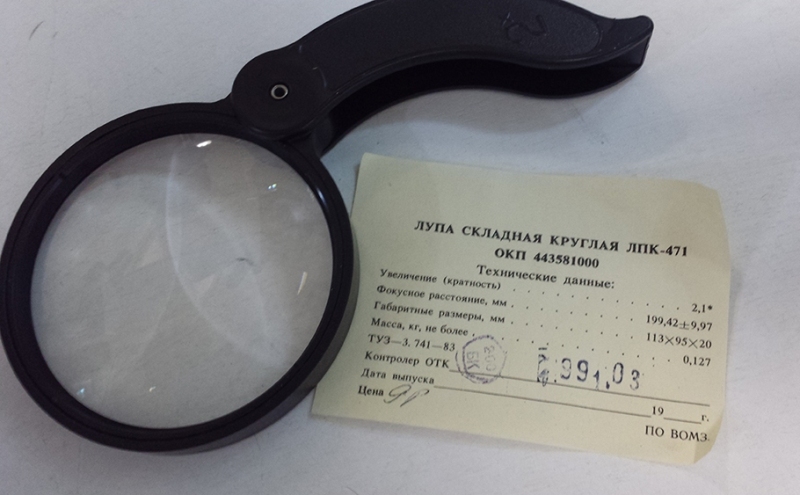 ЛУПА СКЛАДНАЯ КРУГЛАЯ ЛПК-471
ОКП 443581000
Технические данные:
Увеличение (кратность) . . . . . . . . 2,1*
Фокусное расстояние, мм . . . . . . . . 199,42±9,97
Габаритные размеры, мм . . . . . . . . 113×95×20
Масса, кг, не более . . . . . . . . 0,127
ТУЗ—3. 741—83
Контролер ОТК 200 БК
Дата выпуска 19 г.
Цена
ПО ВОМЗ